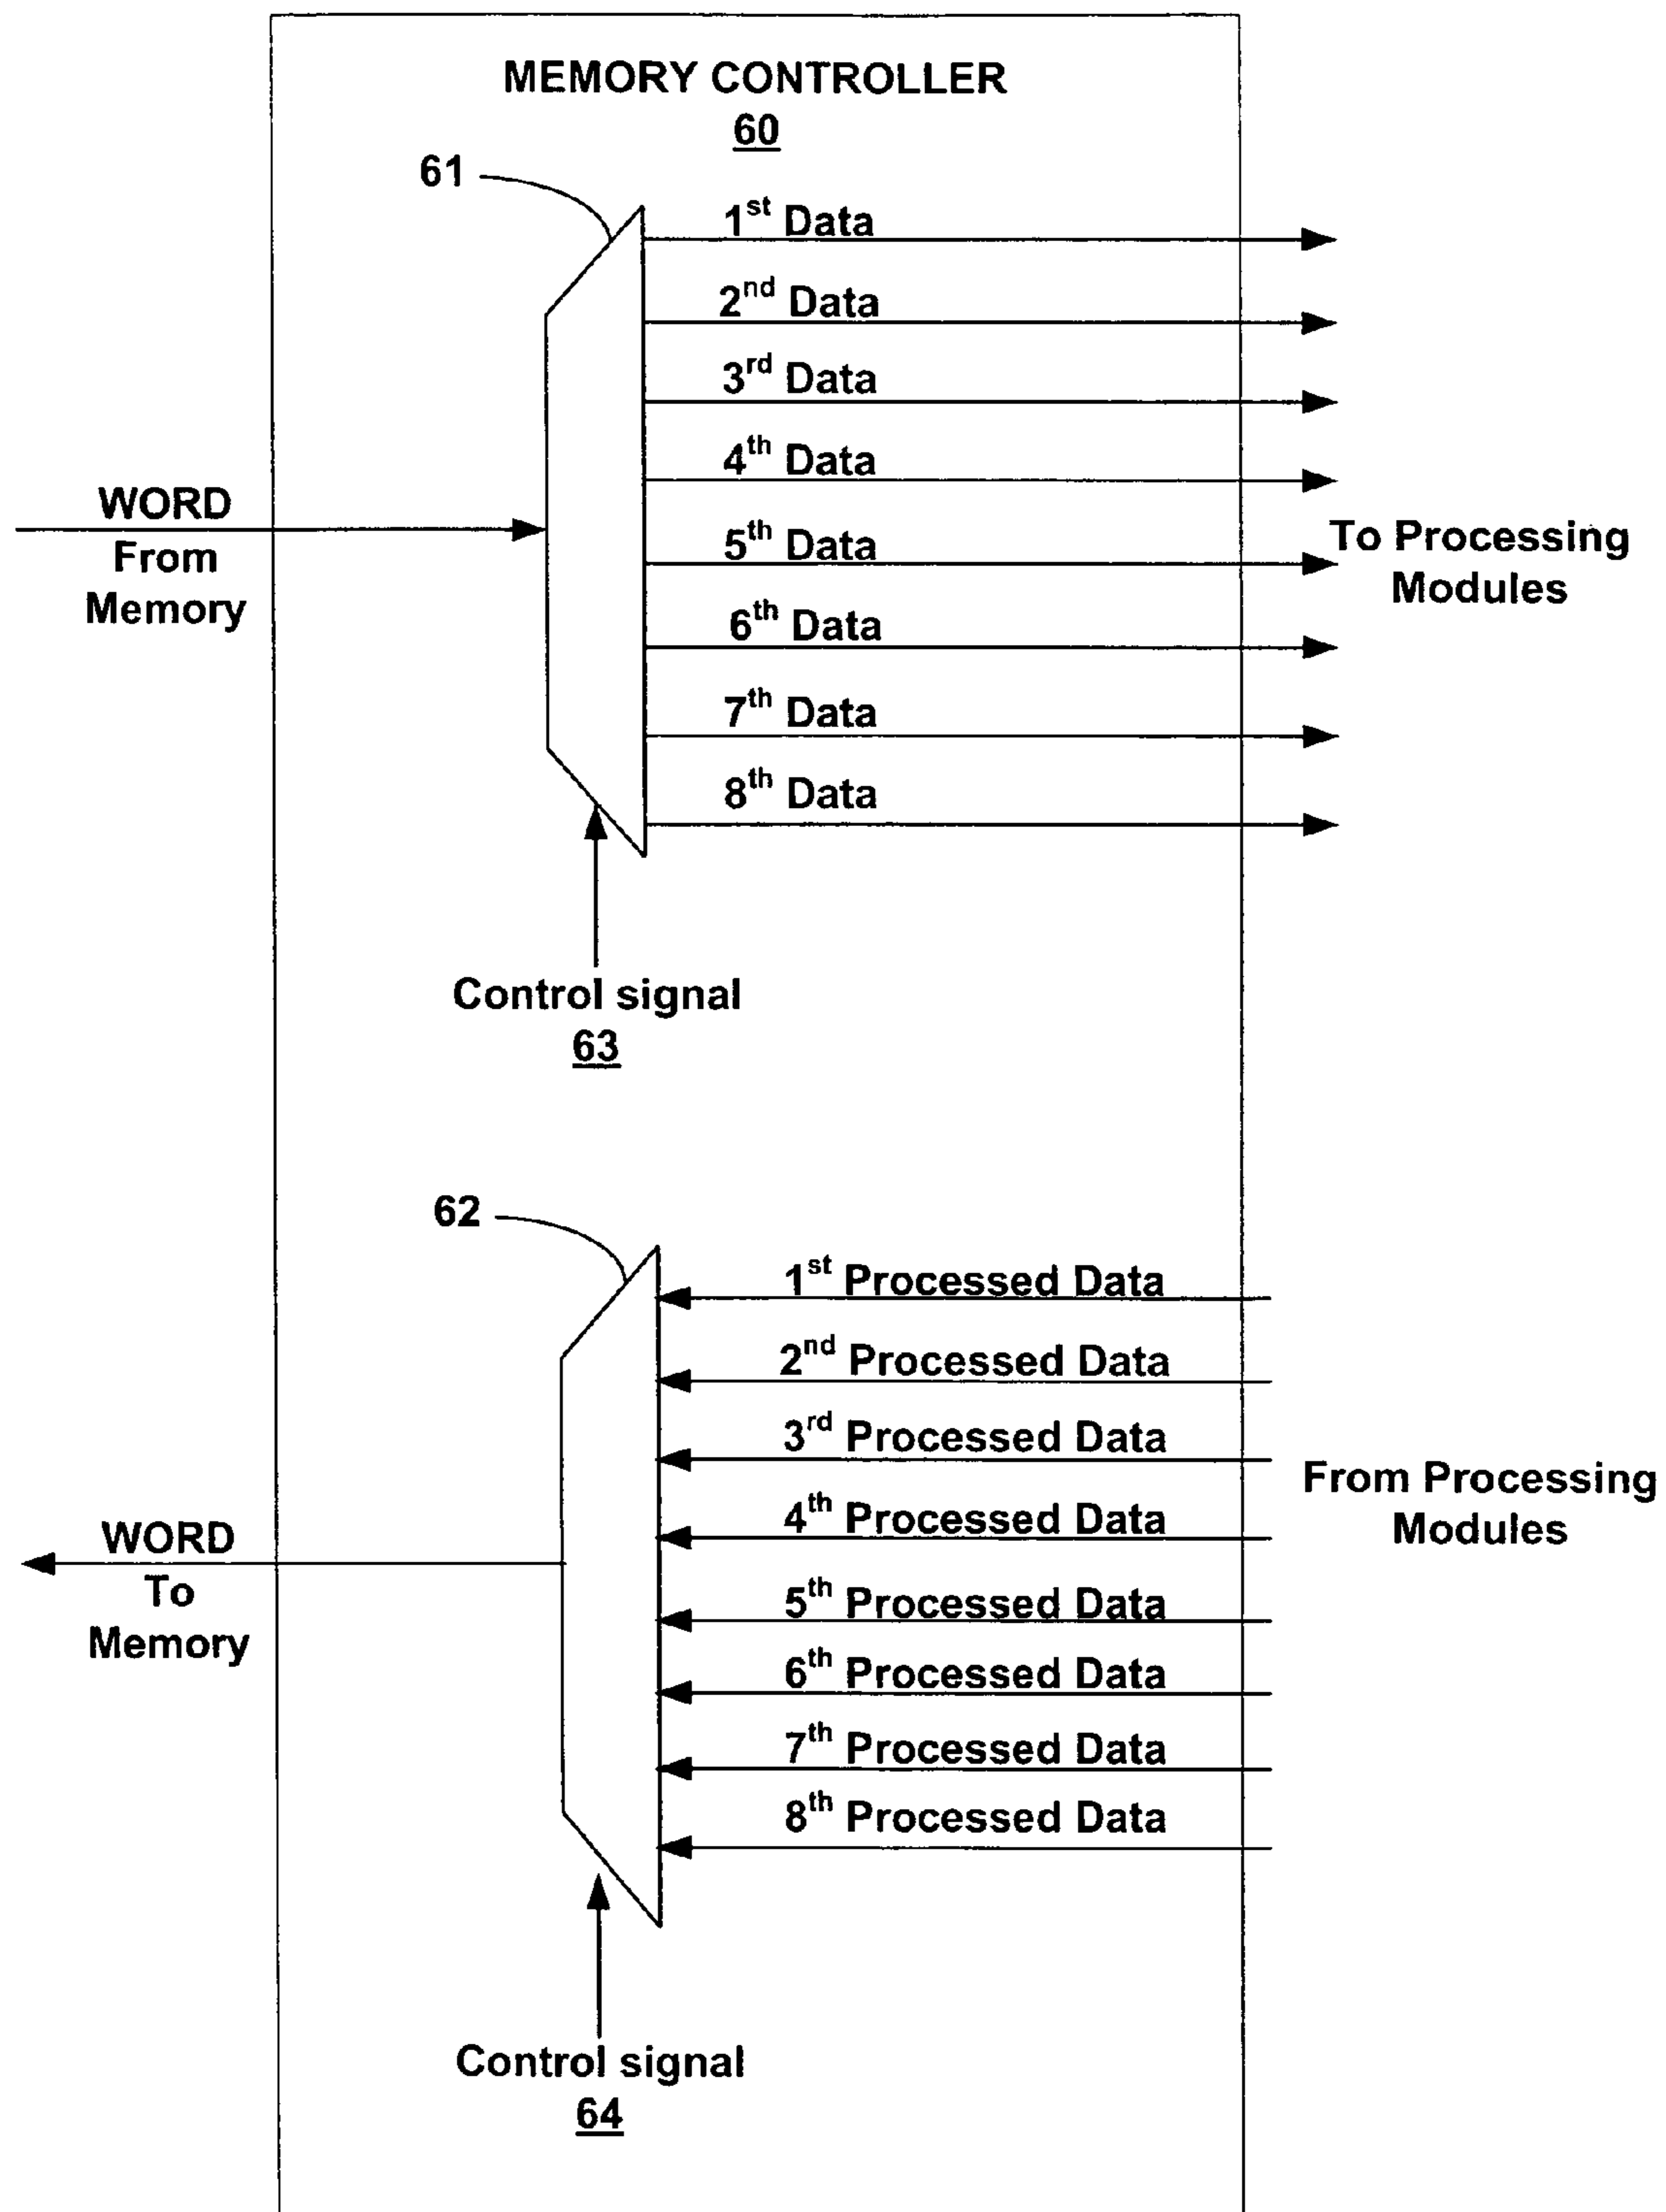 MEMORY CONTROLLER
60
61
1st Data
2nd Data
3rd Data
4th Data
WORD
From
Memory
5th Data
To Processing
Modules
6th Data
7th Data
8th Data
Control signal
63
62
1st Processed Data
2nd Processed Data
3rd Processed Data
From Processing
Modules
4th Processed Data
WORD
To
Memory
5th Processed Data
6th Processed Data
7th Processed Data
8th Processed Data
Control signal
64